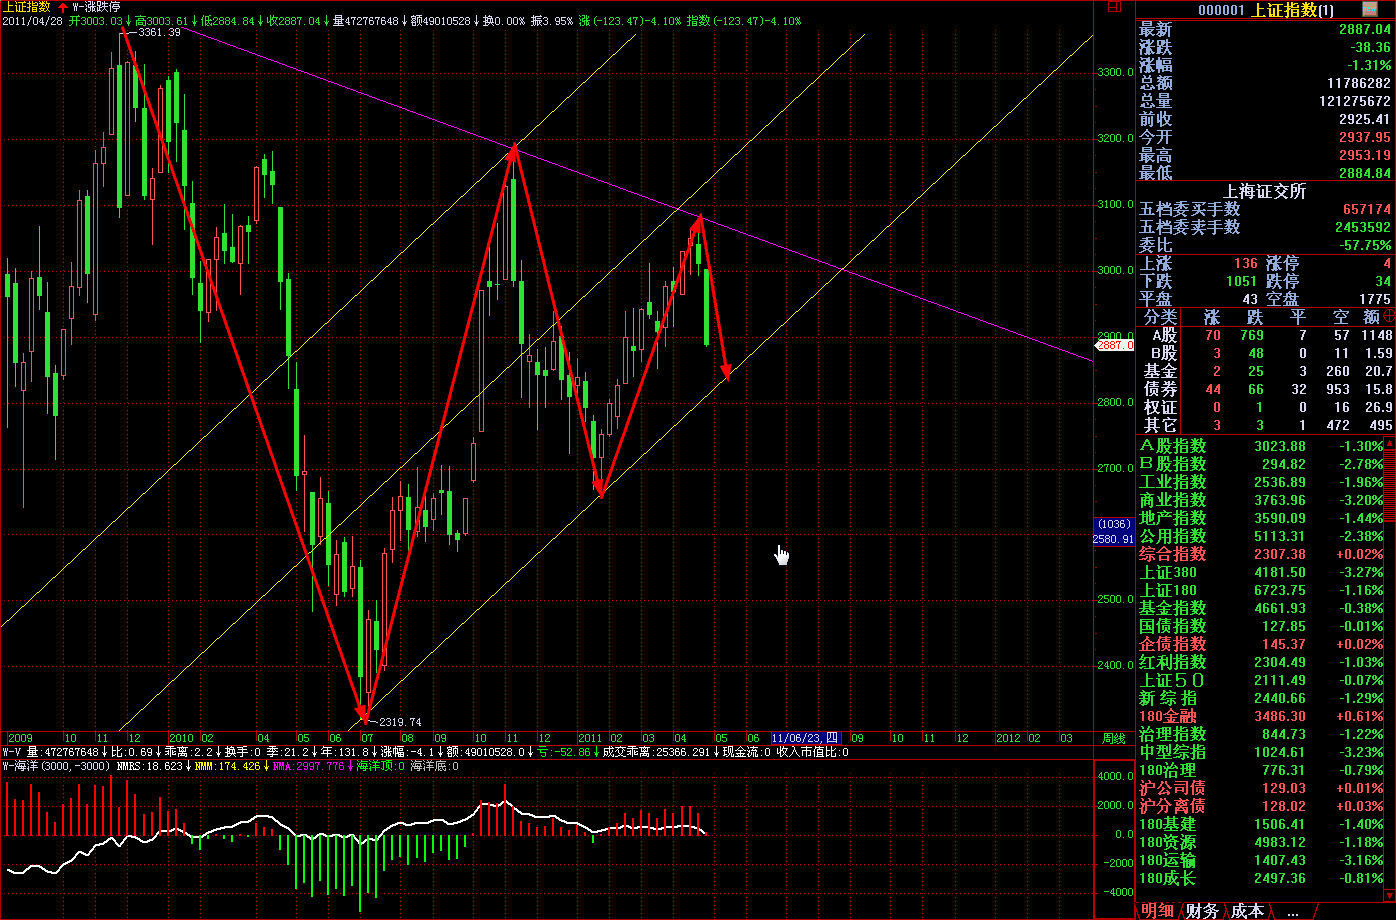 上证指数 W-涨跌停
2011/04/28 开3003.03↓高3003.61↓低2884.84↓收2887.04↓量472767648↓额49010528↓换0.00% 振3.95% 涨(-123.47)-4.10% 指数(-123.47)-4.10%
3361.39
2319.74
3300.0
3200.0
3100.0
3000.0
2900.0
2887.0
2800.0
2700.0
(1036)
2580.91
2500.0
2400.0
2009 10 11 12 2010 02 04 05 06 07 08 09 10 11 12 2011 02 03 04 05 06 11/06/23,四 09 10 11 12 2012 02 03 周线
W-V 量:472767648↓比:0.69↓乖离:2.2↓换手:0 季:21.2↓年:131.8↓涨幅:-4.1↓额:49010528.0↓亏:-52.86↓成交乖离:25366.291↓现金流:0 收入市值比:0
W-海洋(3000,-3000) NMRS:18.623↓NMM:174.426↓NMA:2997.776↓海洋顶:0 海洋底:0
4000.0
2000.0
0.0
-2000.0
-4000.0
日
000001 上证指数(1)
最新 2887.04
涨跌 -38.36
涨幅 -1.31%
总额 11786282
总量 121275672
前收 2925.41
今开 2937.95
最高 2953.19
最低 2884.84
上海证交所
五档委买手数 657174
五档委买手数 2453592
委比 -57.75%
上涨 136 涨停 4
下跌 1051 跌停 34
平盘 43 空盘 1775
分类 涨 跌 平 空 额
A股 70 769 7 57 1148
B股 3 48 0 11 1.59
基金 2 25 3 260 20.7
债券 44 66 32 953 15.8
权证 0 1 0 16 26.9
其它 3 3 1 472 495
A股指数 3023.88 -1.30%
B股指数 294.82 -2.78%
工业指数 2536.89 -1.96%
商业指数 3763.96 -3.20%
地产指数 3590.09 -1.44%
公用指数 5113.31 -2.38%
综合指数 2307.38 +0.02%
上证380 4181.50 -3.27%
上证180 6723.75 -1.16%
基金指数 4661.93 -0.38%
国债指数 127.85 -0.01%
企债指数 145.37 +0.02%
红利指数 2304.49 -1.03%
上证50 2111.49 -0.07%
新综指 2440.66 -1.29%
180金融 3486.30 +0.61%
治理指数 844.73 -1.22%
中型综指 1024.61 -3.23%
180治理 776.31 -0.79%
沪公司债 129.03 +0.01%
沪分离债 128.02 +0.03%
180基建 1506.41 -1.40%
180资源 4983.12 -1.18%
180运输 1407.43 -3.16%
180成长 2497.36 -0.81%
明细 财务 成本 ...